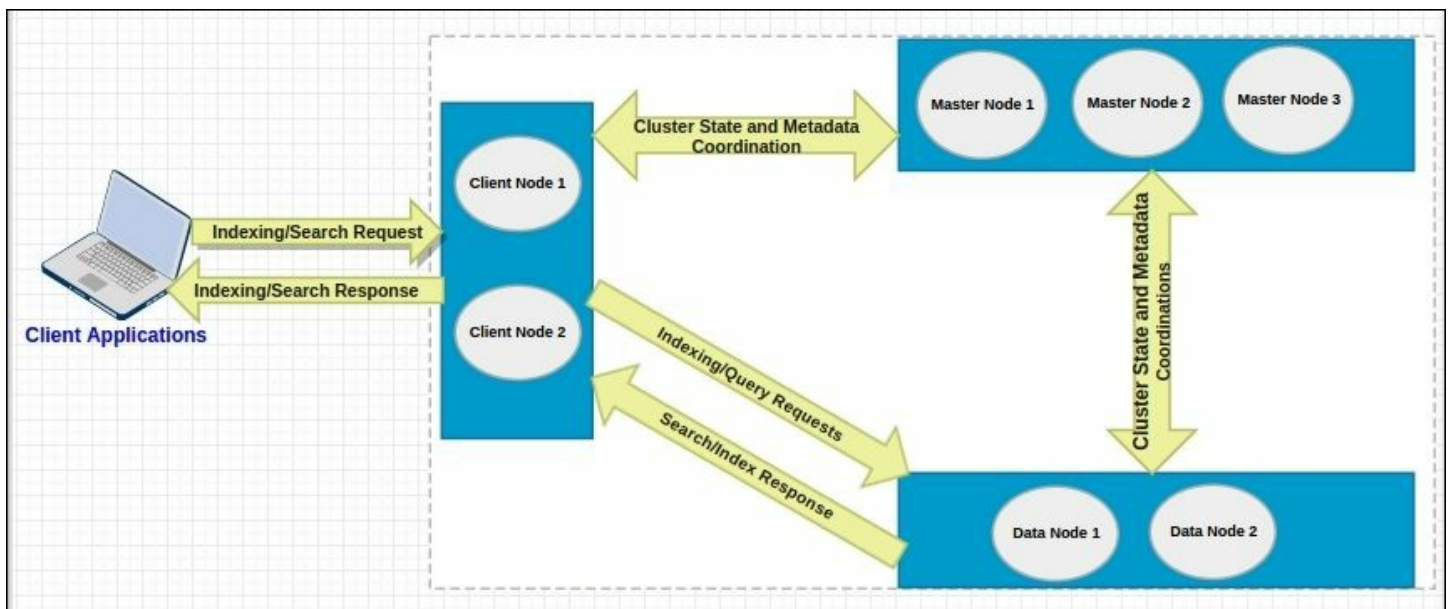 Master Node 1
Master Node 2
Master Node 3
Cluster State and Metadata
Coordination
Client Node 1
Indexing/Search Request
Indexing/Search Response
Client Applications
Client Node 2
Indexing/Query Requests
Search/Index Response
Cluster State and Metadata
Coordinations
Data Node 1
Data Node 2